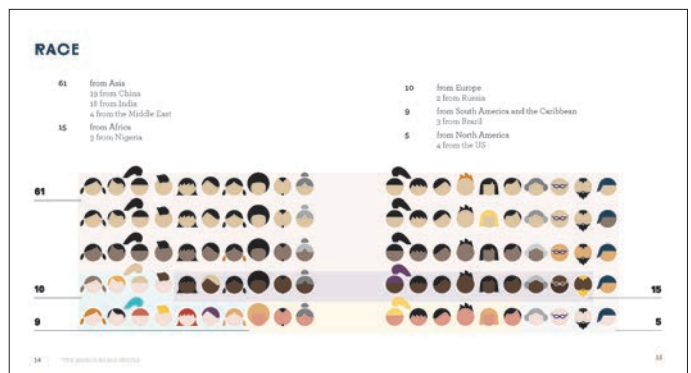 RACE
61 from Asia
19 from China
18 from India
4 from the Middle East
15 from Africa
3 from Nigeria
10 from Europe
2 from Russia
9 from South America and the Caribbean
3 from Brazil
5 from North America
4 from the US
61
10
15
9
5
14